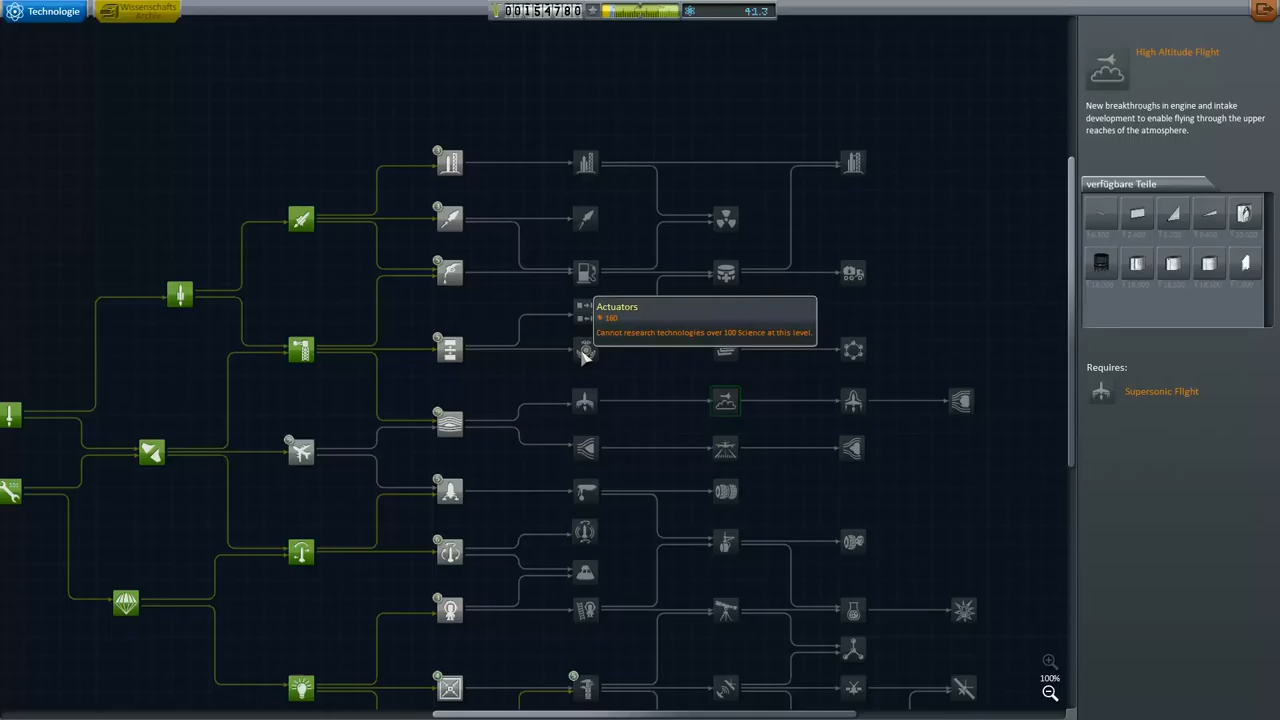 Technologie
Wissenschafts
Archiv
00154780
41.3
High Altitude Flight
New breakthroughs in engine and intake
development to enable flying through the upper
reaches of the atmosphere.
verfügbare Teile
Actuators
160
Cannot research technologies over 100 Science at this level.
Requires:
Supersonic Flight
100%